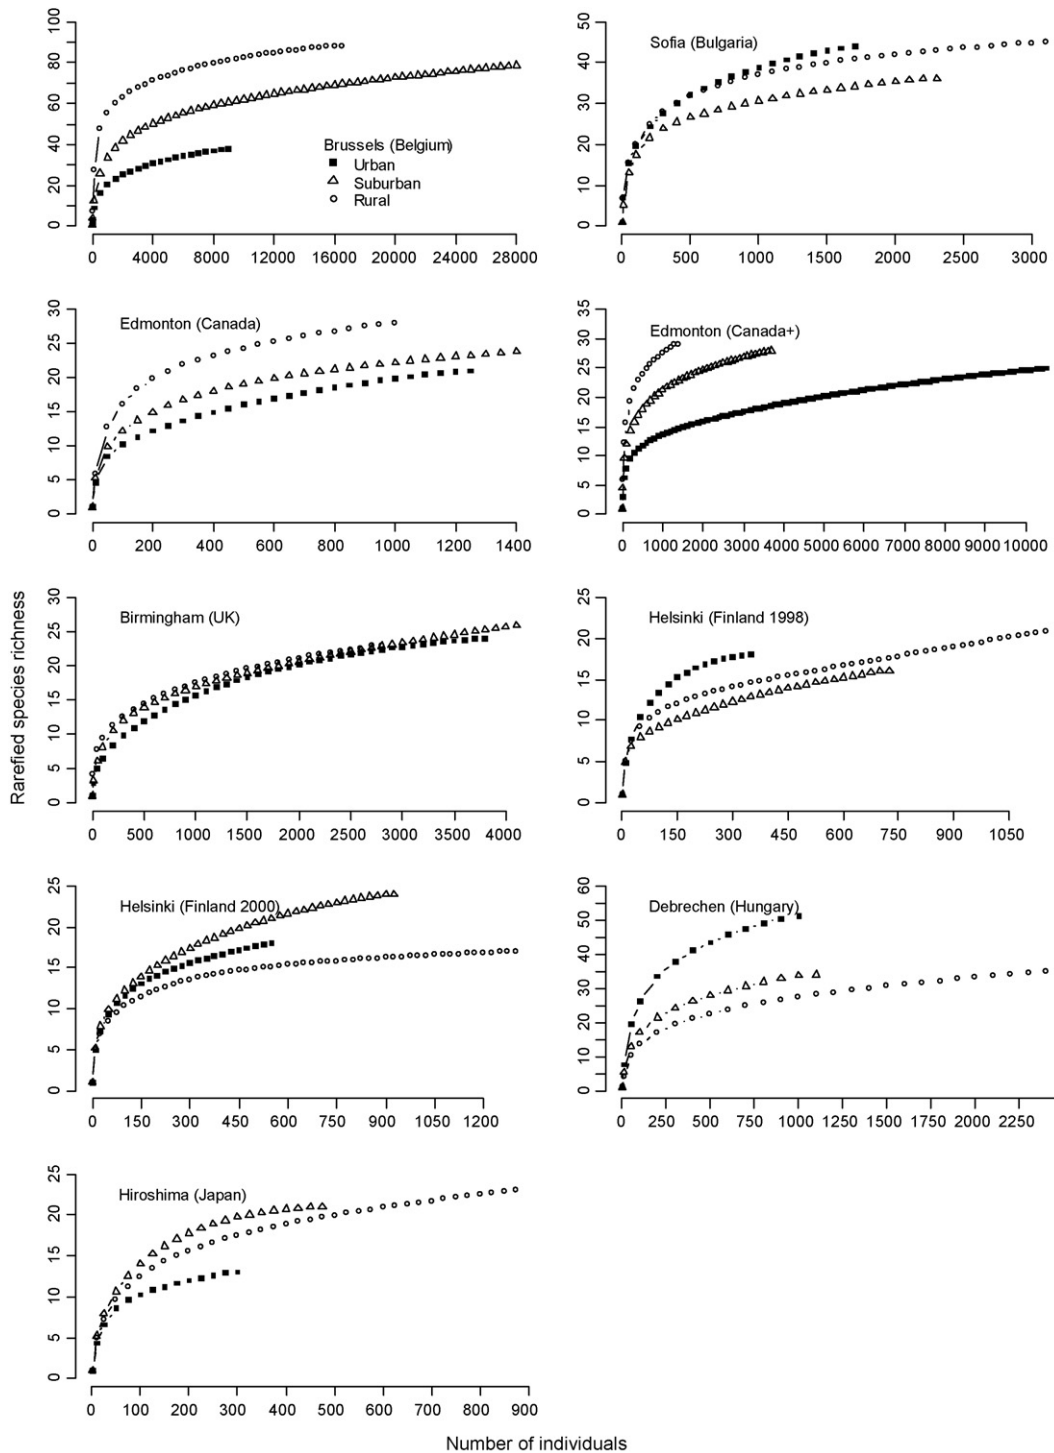 100
80
60
40
20
0
0 4000 12000 20000 24000 28000
Brussels (Belgium)
Urban
Suburban
Rural
50
40
30
20
10
0
0 500 1000 1500 2000 2500 3000
Sofia (Bulgaria)
30
25
20
15
10
5
0
0 200 400 600 800 1000 1200 1400
Edmonton (Canada)
35
30
25
20
15
10
5
0
0 1000 2000 3000 4000 5000 6000 7000 8000 9000 10000
Edmonton (Canada+)
Rarefied species richness
30
25
20
15
10
5
0
0 500 1000 1500 2000 2500 3000 3500 4000
Birmingham (UK)
25
20
15
10
5
0
0 150 300 450 600 750 900 1050
Helsinki (Finland 1998)
25
20
15
10
5
0
0 150 300 450 600 750 900 1050 1200
Helsinki (Finland 2000)
60
50
40
30
20
10
0
0 250 500 750 1000 1250 1500 1750 2000 2250
Debrechen (Hungary)
25
20
15
10
5
0
0 100 200 300 400 500 600 700 800 900
Hiroshima (Japan)
Number of individuals